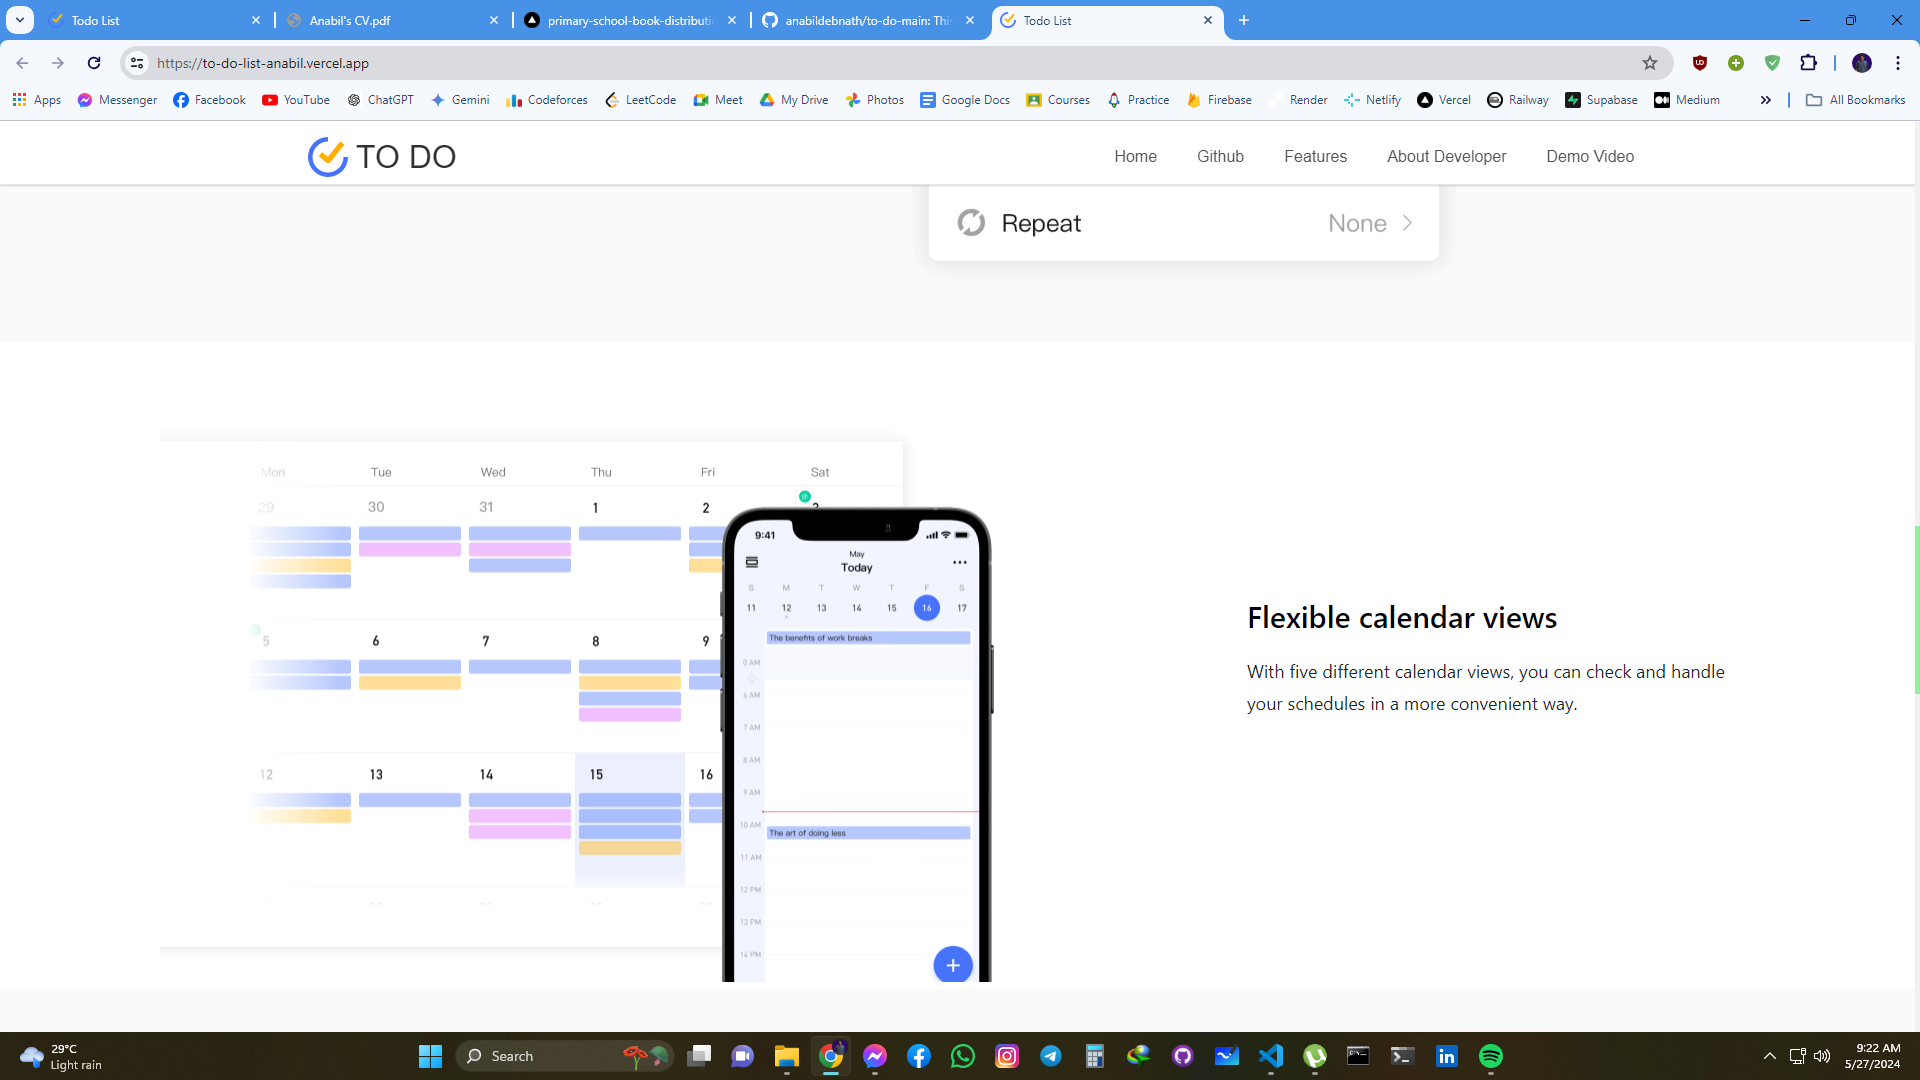 Todo List
Anabil's CV.pdf
primary-school-book-distributi
anabildebnath/to-do-main: This
Todo List
https://to-do-list-anabil.vercel.app
Apps Messenger Facebook YouTube ChatGPT Gemini Codeforces LeetCode Meet My Drive Photos Google Docs Courses Practice Firebase Render Netlify Vercel Railway Supabase Medium » All Bookmarks
TO DO
Home Github Features About Developer Demo Video
Repeat None
Mon Tue Wed Thu Fri Sat
29 30 31 1 2
5 6 7 8 9
12 13 14 15 16
9:41
May
Today
S M T W T F S
11 12 13 14 15 16 17
The benefits of work breaks
0 AM
6 AM
7 AM
8 AM
9 AM
10 AM
The art of doing less
11 AM
12 PM
13 PM
14 PM
Flexible calendar views
With five different calendar views, you can check and handle
your schedules in a more convenient way.
29°C
Light rain
Search
9:22 AM
5/27/2024